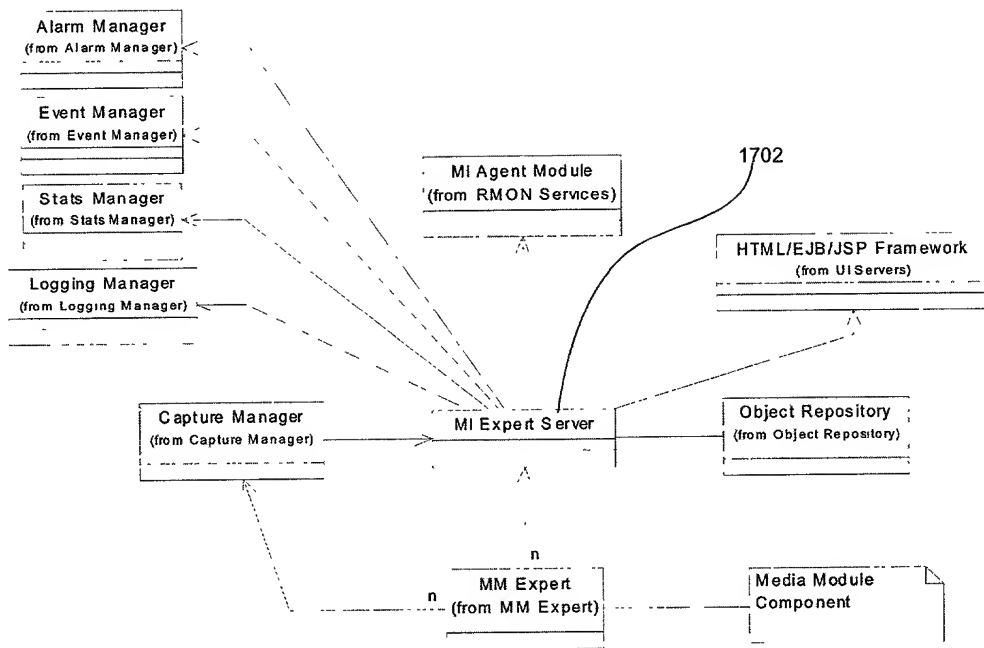 Alarm Manager
(from Alarm Manager)
Event Manager
(from Event Manager)
Stats Manager
(from Stats Manager)
Logging Manager
(from Logging Manager)
MI Agent Module
(from RMON Services)
1702
HTML/EJB/JSP Framework
(from UI Servers)
Capture Manager
(from Capture Manager)
MI Expert Server
Object Repository
(from Object Repository)
n
n
MM Expert
(from MM Expert)
Media Module
Component